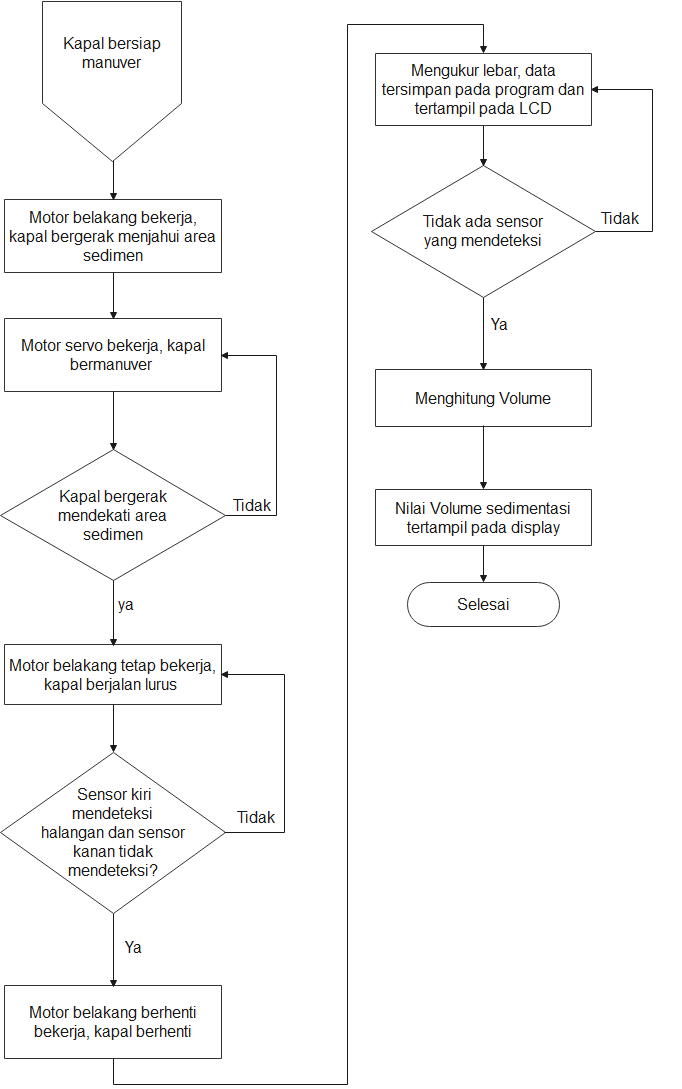 Kapal bersiap
manuver
Motor belakang bekerja,
kapal bergerak menjahui area
sedimen
Motor servo bekerja, kapal
bermanuver
Kapal bergerak
mendekati area
sedimen
Tidak
ya
Motor belakang tetap bekerja,
kapal berjalan lurus
Sensor kiri
mendeteksi
halangan dan sensor
kanan tidak
mendeteksi?
Tidak
Ya
Motor belakang berhenti
bekerja, kapal berhenti
Mengukur lebar, data
tersimpan pada program dan
tertampil pada LCD
Tidak ada sensor
yang mendeteksi
Tidak
Ya
Menghitung Volume
Nilai Volume sedimentasi
tertampil pada display
Selesai